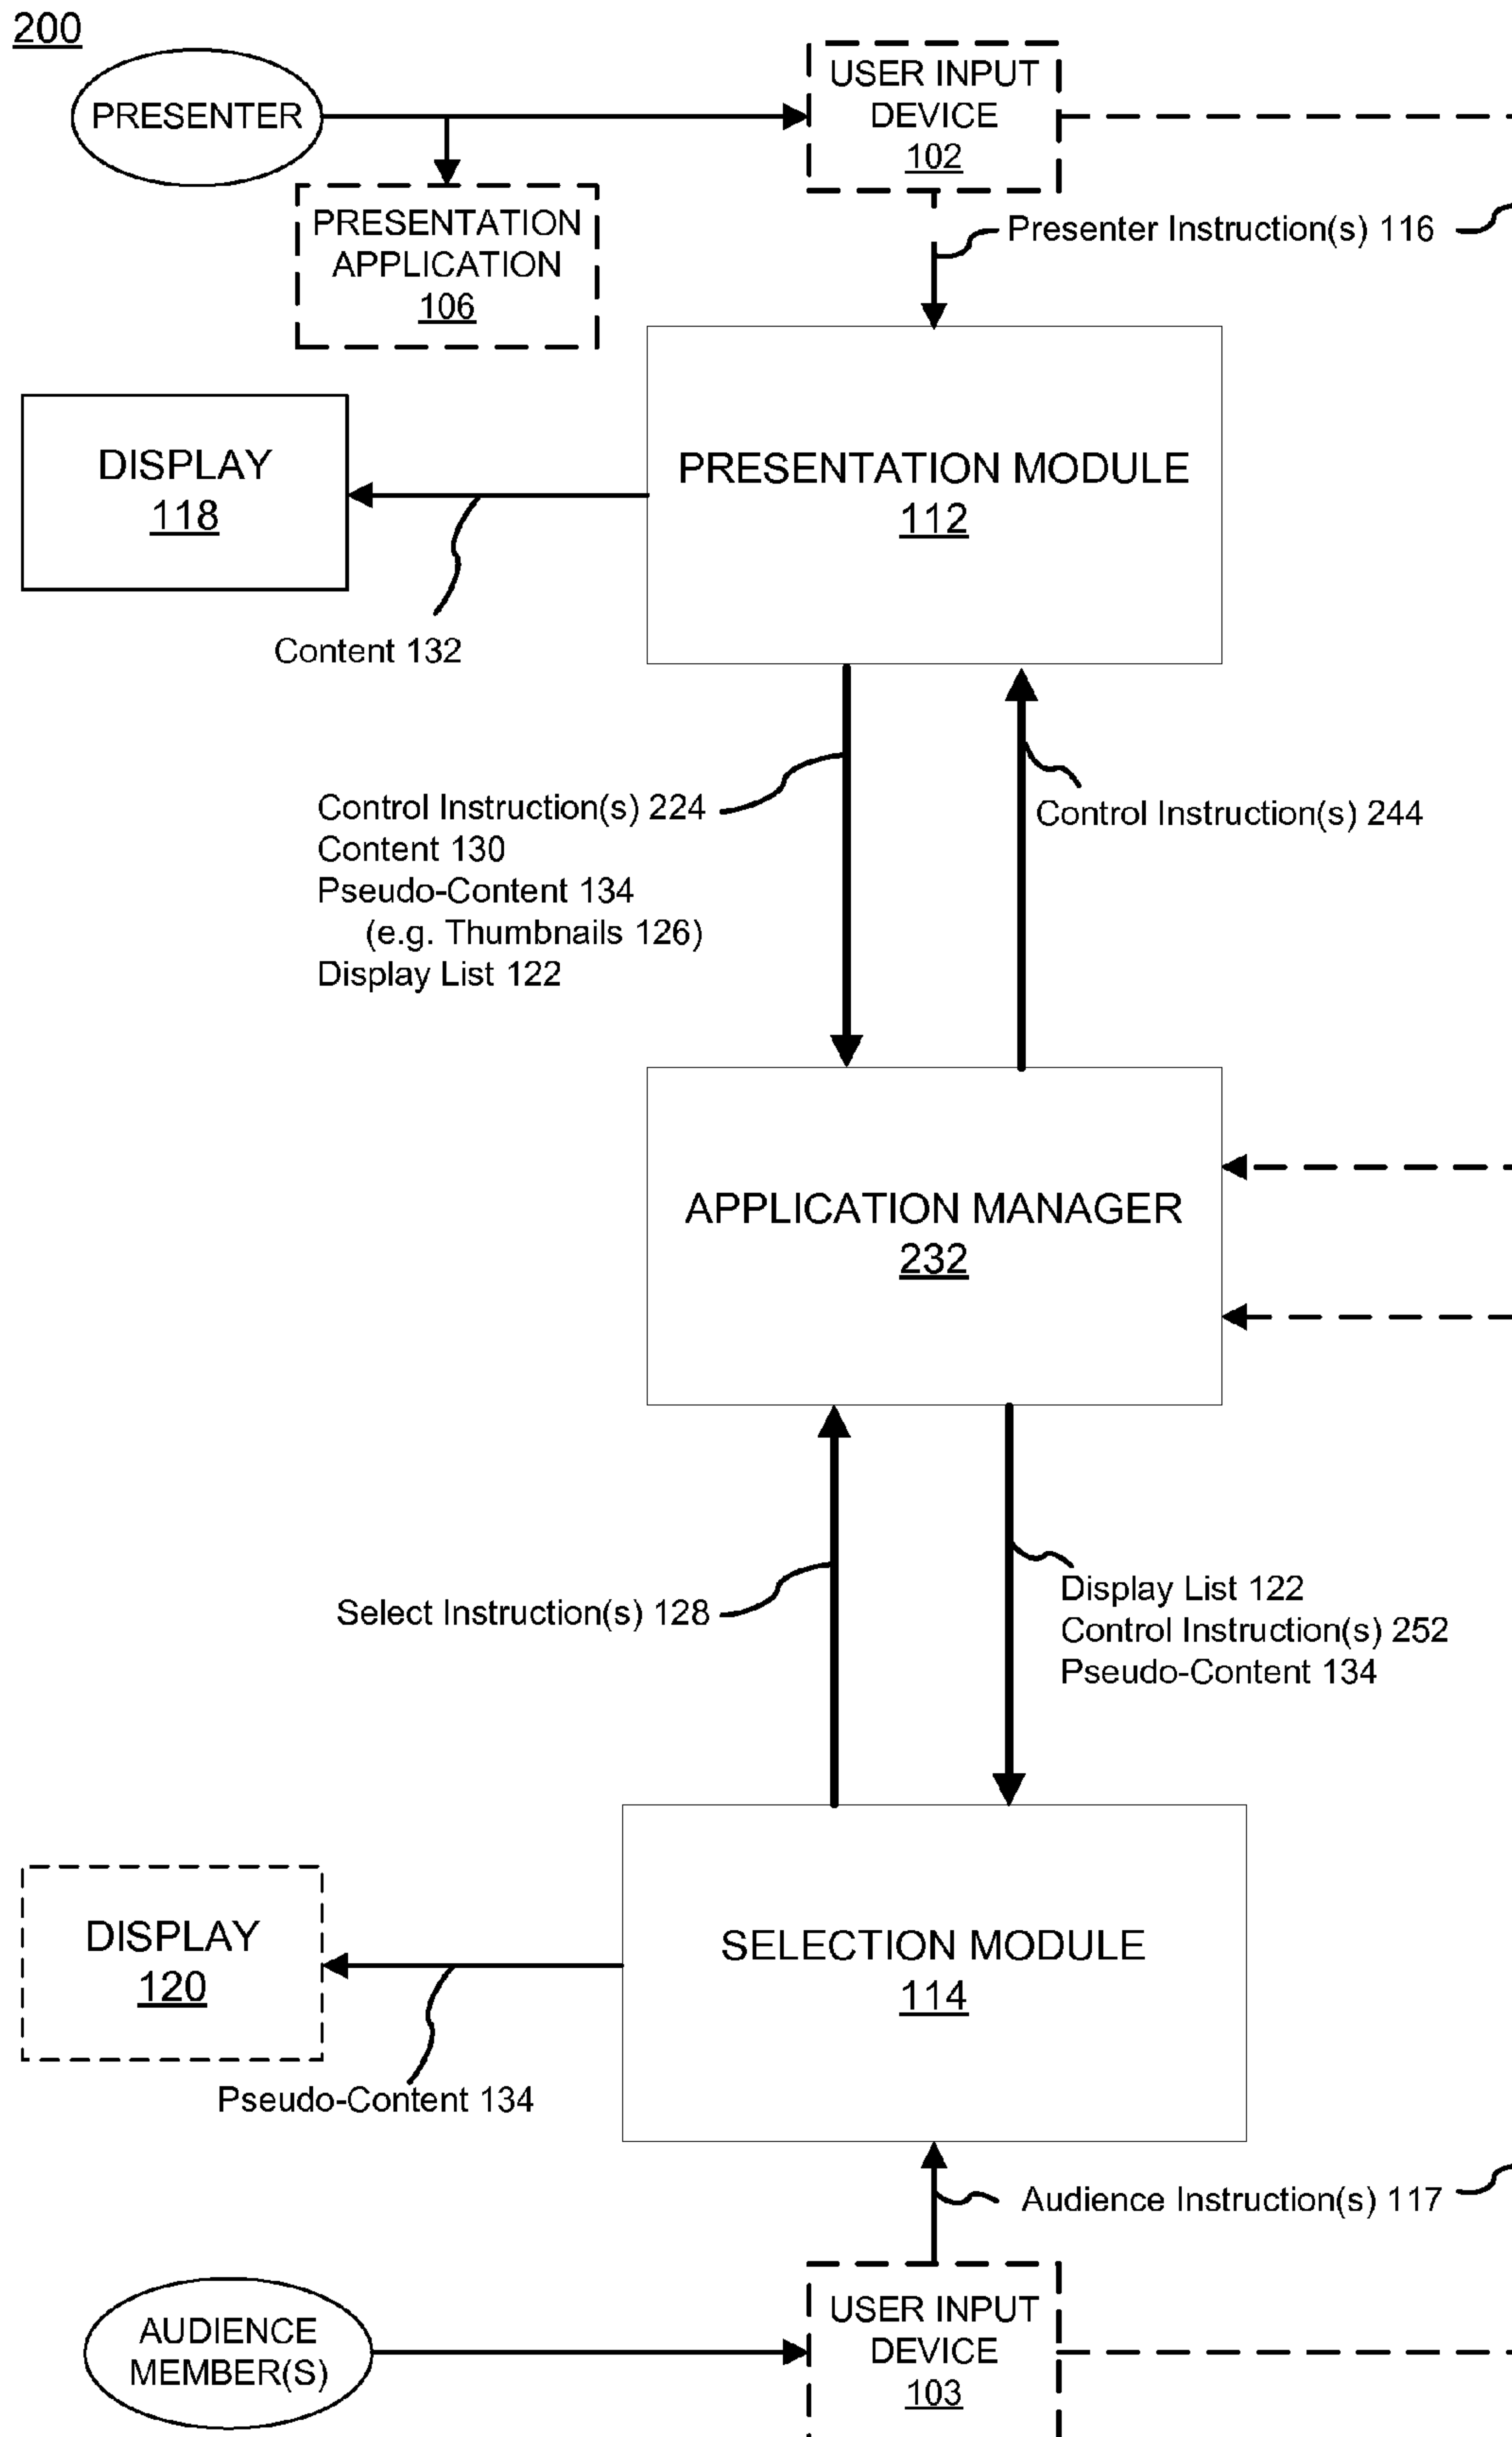 200
PRESENTER
USER INPUT
DEVICE
102
PRESENTATION
APPLICATION
106
Presenter Instruction(s) 116
DISPLAY
118
PRESENTATION MODULE
112
Content 132
Control Instruction(s) 224
Content 130
Pseudo-Content 134
(e.g. Thumbnails 126)
Display List 122
Control Instruction(s) 244
APPLICATION MANAGER
232
Select Instruction(s) 128
Display List 122
Control Instruction(s) 252
Pseudo-Content 134
DISPLAY
120
SELECTION MODULE
114
Pseudo-Content 134
Audience Instruction(s) 117
AUDIENCE
MEMBER(S)
USER INPUT
DEVICE
103